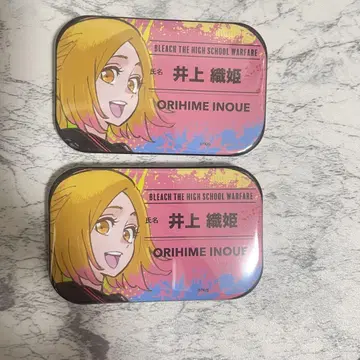 BLEACH THE HIGH SCHOOL WARFARE
氏名 井上 織姫
ORIHIME INOUE
BLEACH THE HIGH SCHOOL WARFARE
氏名 井上 織姫
ORIHIME INOUE